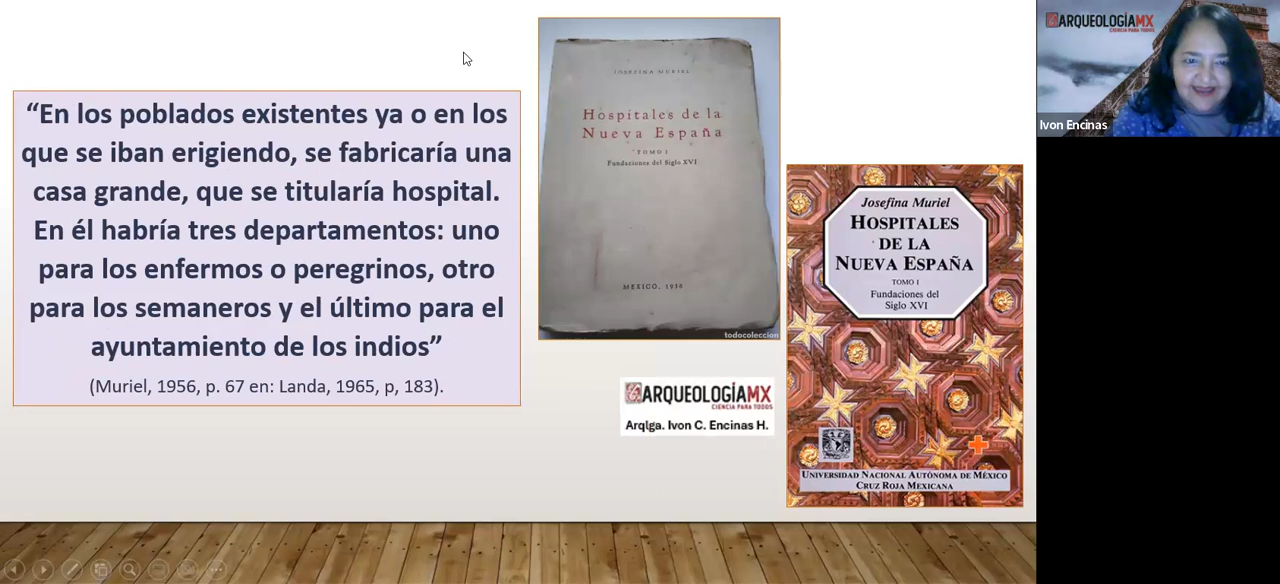 “En los poblados existentes ya o en los
que se iban erigiendo, se fabricaría una
casa grande, que se titularía hospital.
En él habría tres departamentos: uno
para los enfermos o peregrinos, otro
para los semaneros y el último para el
ayuntamiento de los indios”
(Muriel, 1956, p. 67 en: Landa, 1965, p, 183).
JOSEFINA MURIEL
Hospitales de la
Nueva España
TOMO I
Fundaciones del Siglo XVI
MEXICO, 1956
todocoleccion
Josefina Muriel
HOSPITALES
DE LA
NUEVA ESPAÑA
TOMO I
Fundaciones del
Siglo XVI
UNIVERSIDAD NACIONAL AUTÓNOMA DE MÉXICO
CRUZ ROJA MEXICANA
ARQUEOLOGÍAMX
CIENCIA PARA TODOS
Arqlga. Ivon C. Encinas H.
ARQUEOLOGÍAMX
CIENCIA PARA TODOS
Ivon Encinas